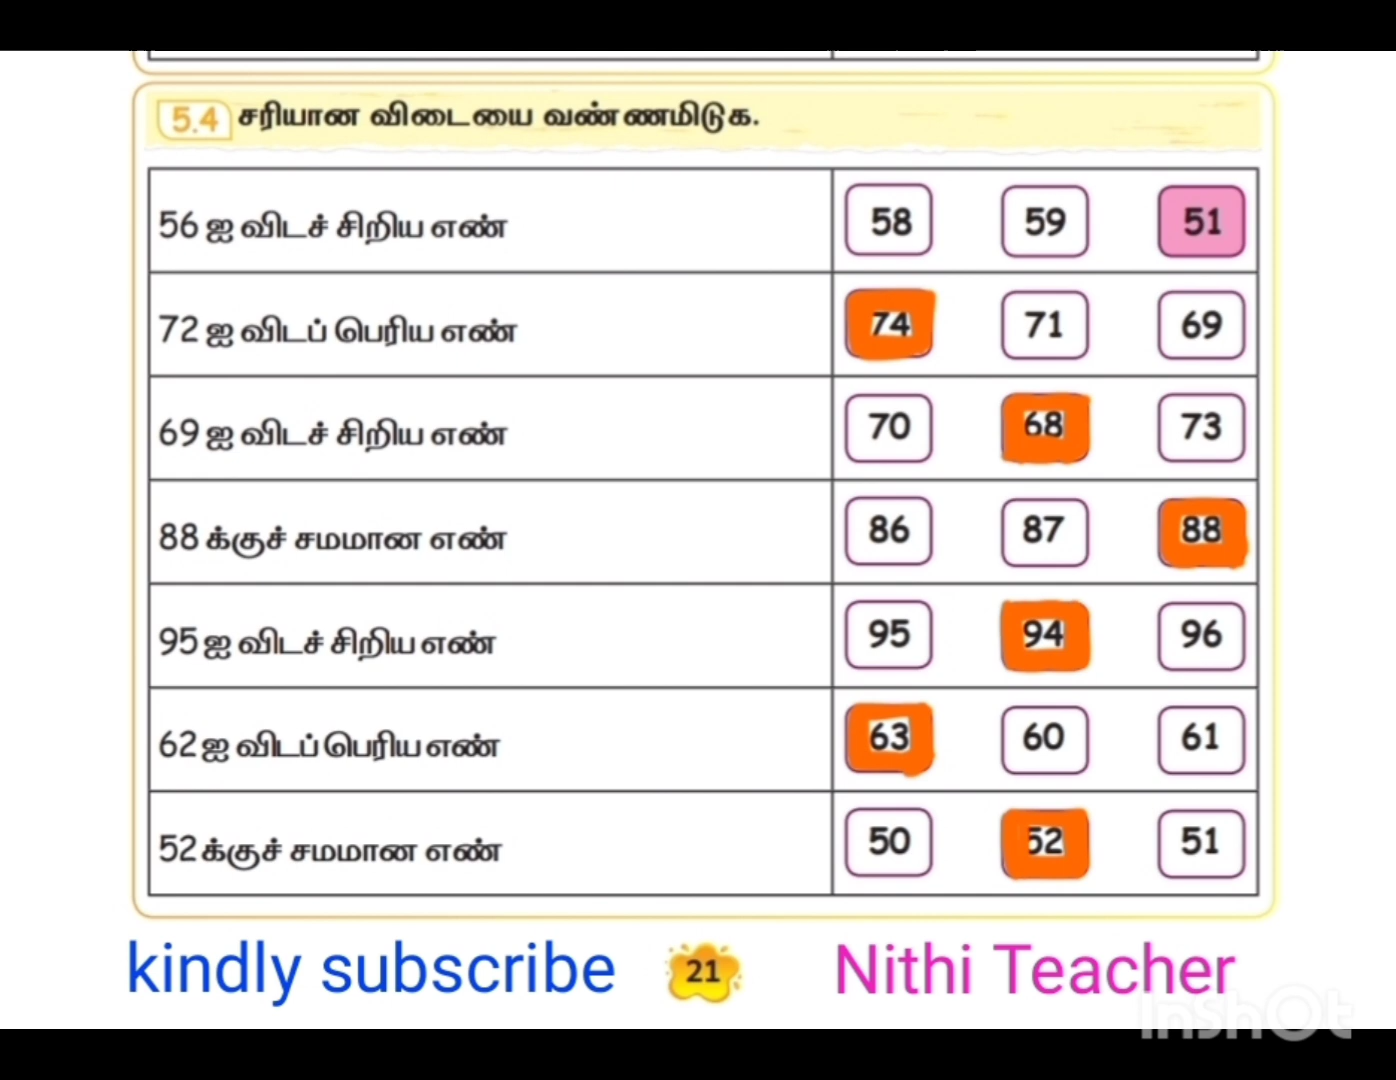 5.4 சரியான விடையை வண்ணமிடுக.
56 ஐ விடச் சிறிய எண் 58 59 51
72 ஐ விடப் பெரிய எண் 74 71 69
69 ஐ விடச் சிறிய எண் 70 68 73
88 க்குச் சமமான எண் 86 87 88
95 ஐ விடச் சிறிய எண் 95 94 96
62 ஐ விடப் பெரிய எண் 63 60 61
52 க்குச் சமமான எண் 50 52 51
kindly subscribe 21 Nithi Teacher
InShOt